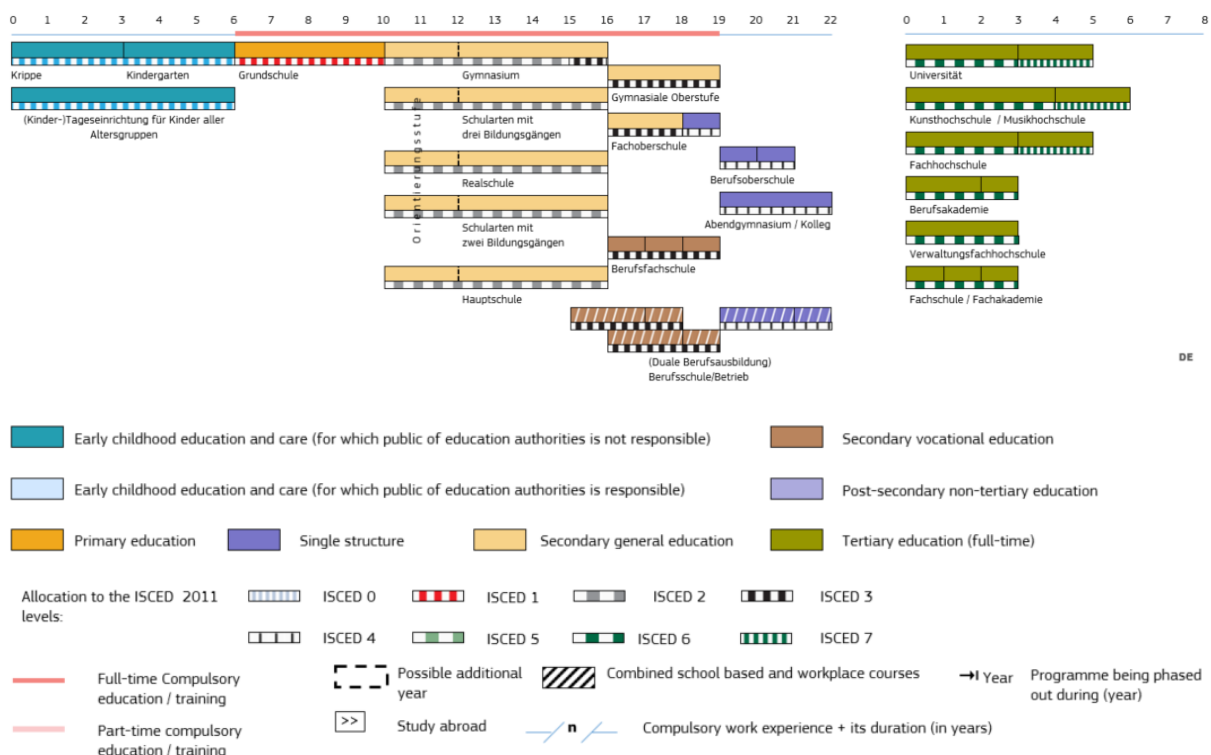 0 1 2 3 4 5 6 7 8 9 10 11 12 13 14 15 16 17 18 19 20 21 22
0 1 2 3 4 5 6 7 8
Krippe
Kindergarten
Grundschule
Gymnasium
Gymnasiale Oberstufe
(Kinder-)Tageseinrichtung für Kinder aller
Altersgruppen
Orientierungsstufe
Schularten mit
drei Bildungsgängen
Fachoberschule
Realschule
Berufsoberschule
Schularten mit
zwei Bildungsgängen
Abendgymnasium / Kolleg
Berufsfachschule
Hauptschule
(Duale Berufsausbildung)
Berufsschule/Betrieb
Universität
Kunsthochschule / Musikhochschule
Fachhochschule
Berufsakademie
Verwaltungsfachhochschule
Fachschule / Fachakademie
DE
Early childhood education and care (for which public of education authorities is not responsible)
Secondary vocational education
Early childhood education and care (for which public of education authorities is responsible)
Post-secondary non-tertiary education
Primary education
Single structure
Secondary general education
Tertiary education (full-time)
Allocation to the ISCED 2011
levels:
ISCED 0
ISCED 1
ISCED 2
ISCED 3
ISCED 4
ISCED 5
ISCED 6
ISCED 7
Full-time Compulsory
education / training
Possible additional
year
Combined school based and workplace courses
Year
Programme being phased
out during (year)
Part-time compulsory
education / training
>>
Study abroad
n
Compulsory work experience + its duration (in years)